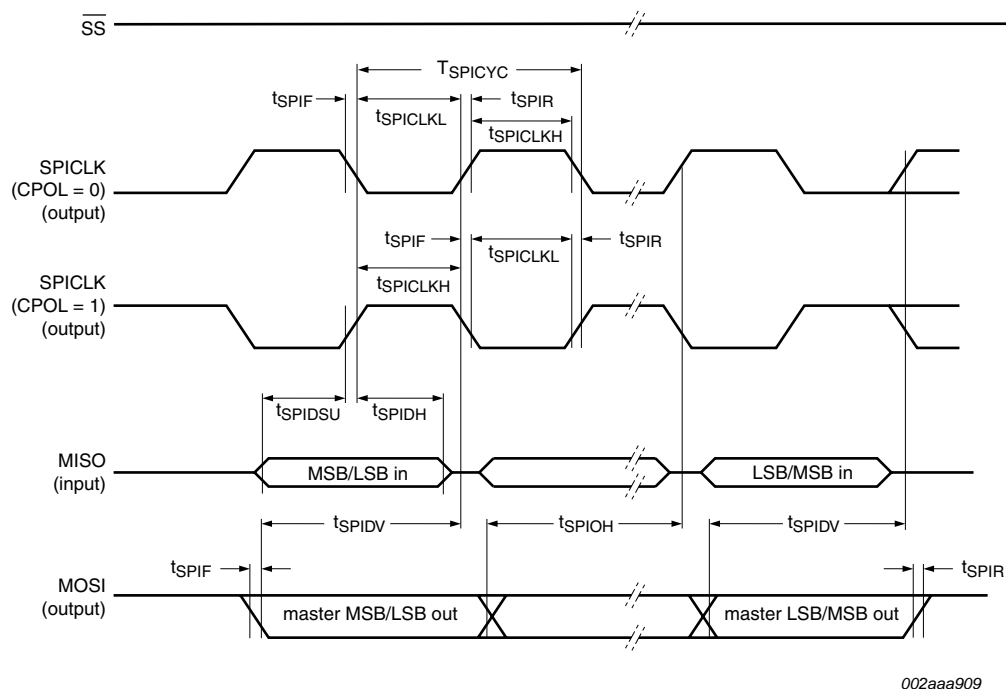 SS
TSPICYC
tSPIF
tSPICLKL
tSPIR
tSPICLKH
SPICLK
(CPOL = 0)
(output)
tSPIF
tSPICLKL
tSPIR
tSPICLKH
SPICLK
(CPOL = 1)
(output)
tSPIDSU
tSPIDH
MISO
(input)
MSB/LSB in
LSB/MSB in
tSPIDV
tSPIOH
tSPIDV
tSPIF
tSPIR
MOSI
(output)
master MSB/LSB out
master LSB/MSB out
002aaa909